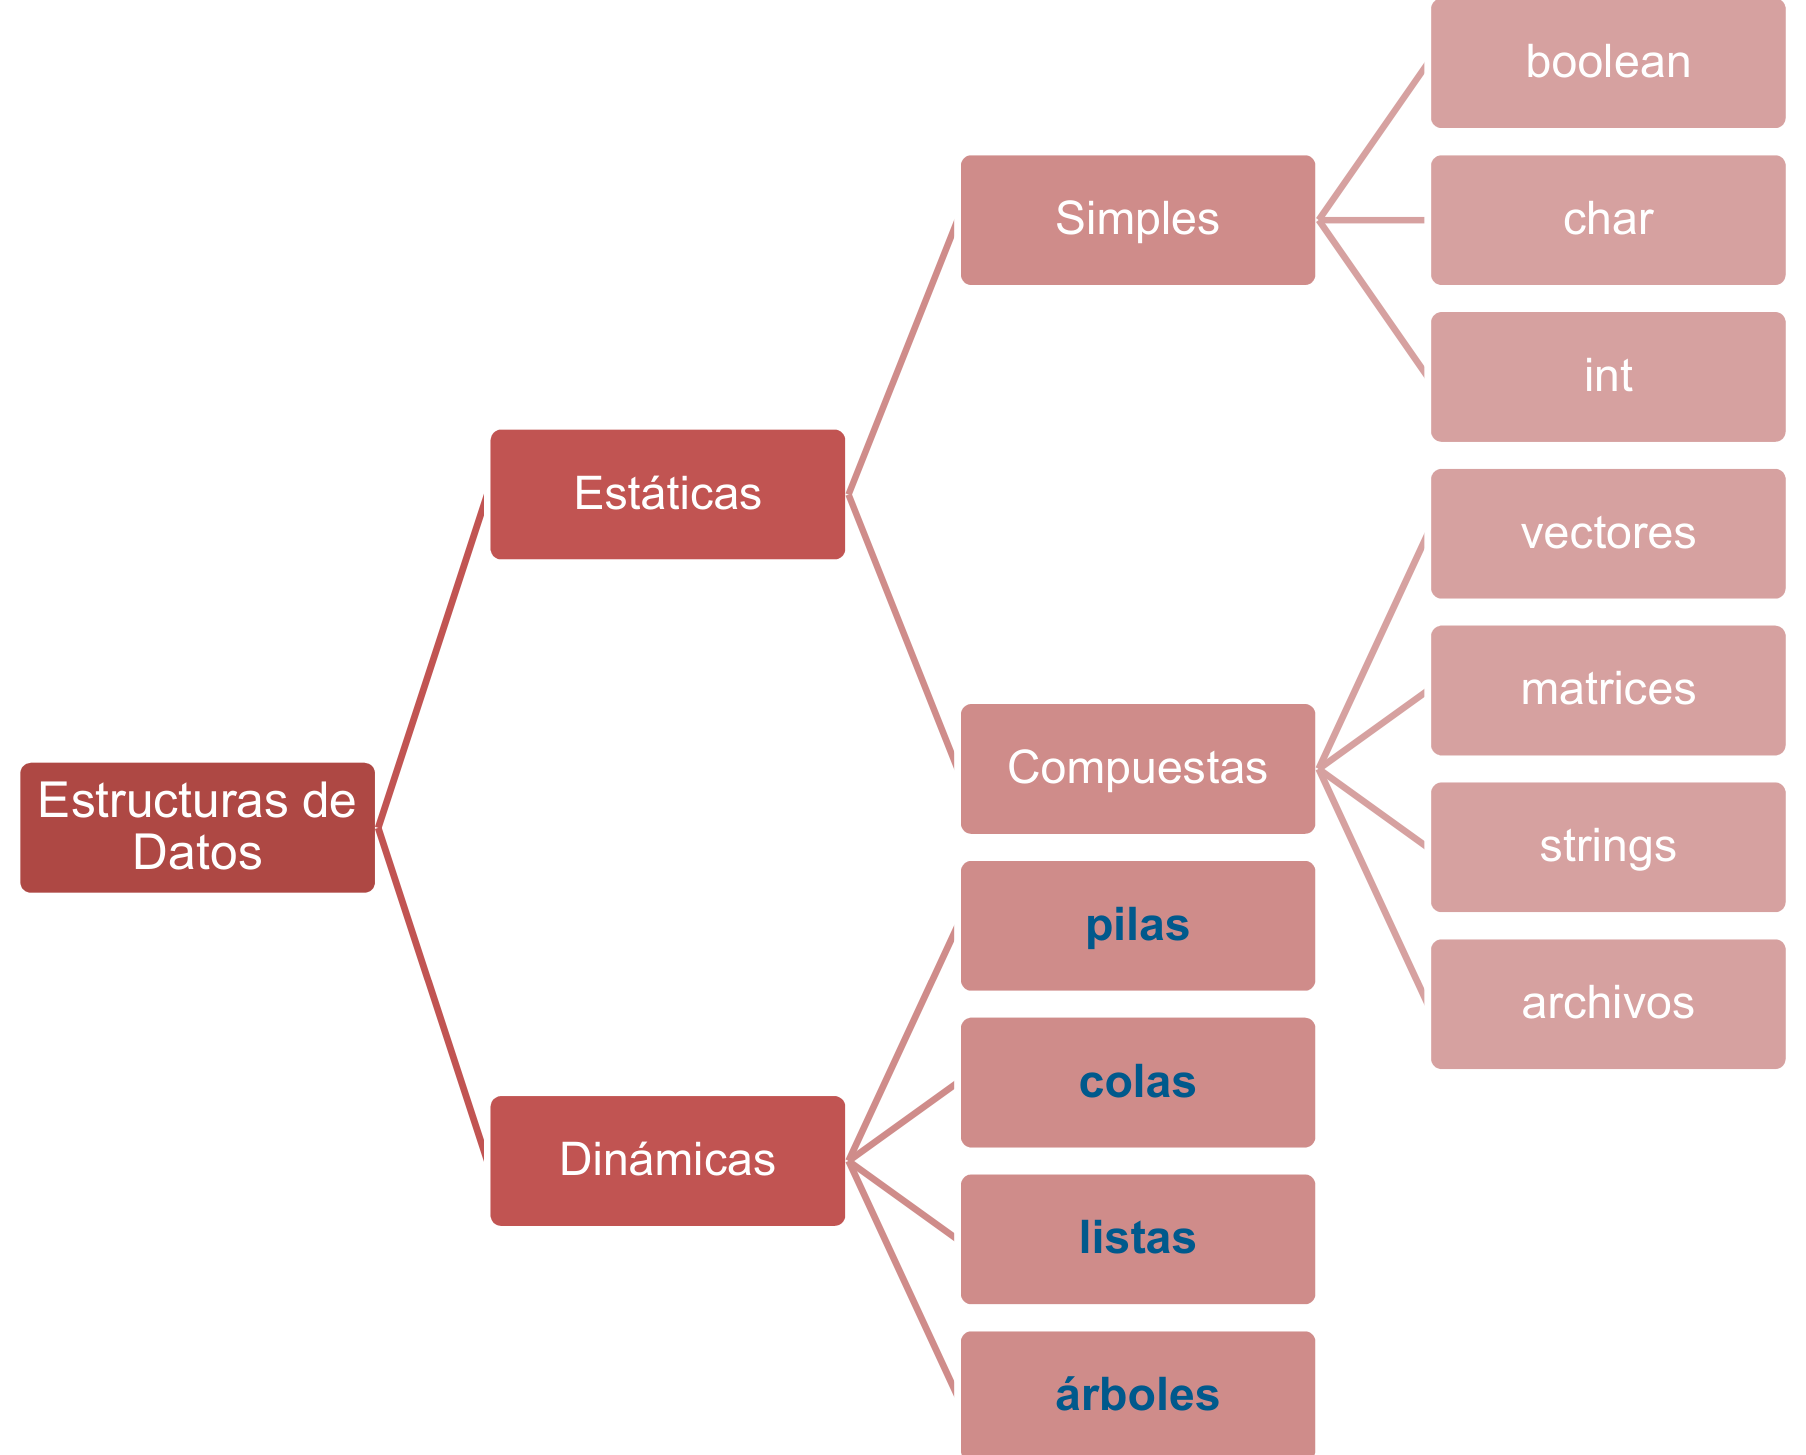 Estructuras de
Datos
Estáticas
Simples
boolean
char
int
Compuestas
vectores
matrices
strings
archivos
Dinámicas
pilas
colas
listas
árboles